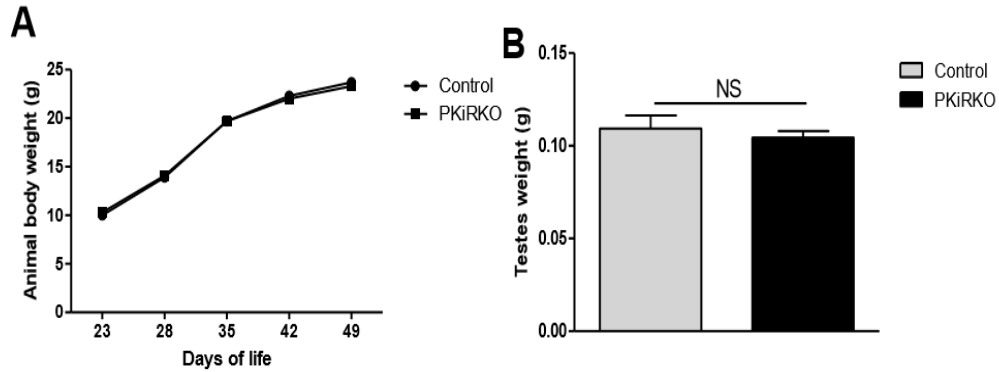 A
Animal body weight (g)
25
20
15
10
5
0
23 28 35 42 49
Days of life
Control
PKiRKO
B
Testes weight (g)
0.15
0.10
0.05
0.00
NS
Control
PKiRKO